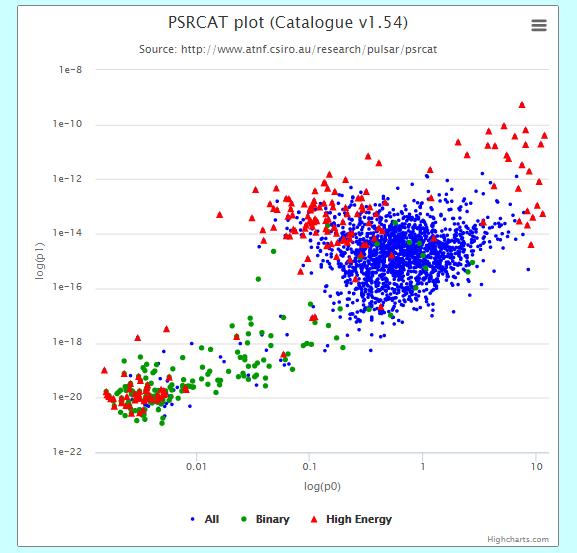 PSRCAT plot (Catalogue v1.54)
Source: http://www.atnf.csiro.au/research/pulsar/psrcat
1e-8
1e-10
1e-12
1e-14
1e-16
1e-18
1e-20
1e-22
log(p1)
0.01 0.1 1 10
log(p0)
All Binary High Energy
Highcharts.com